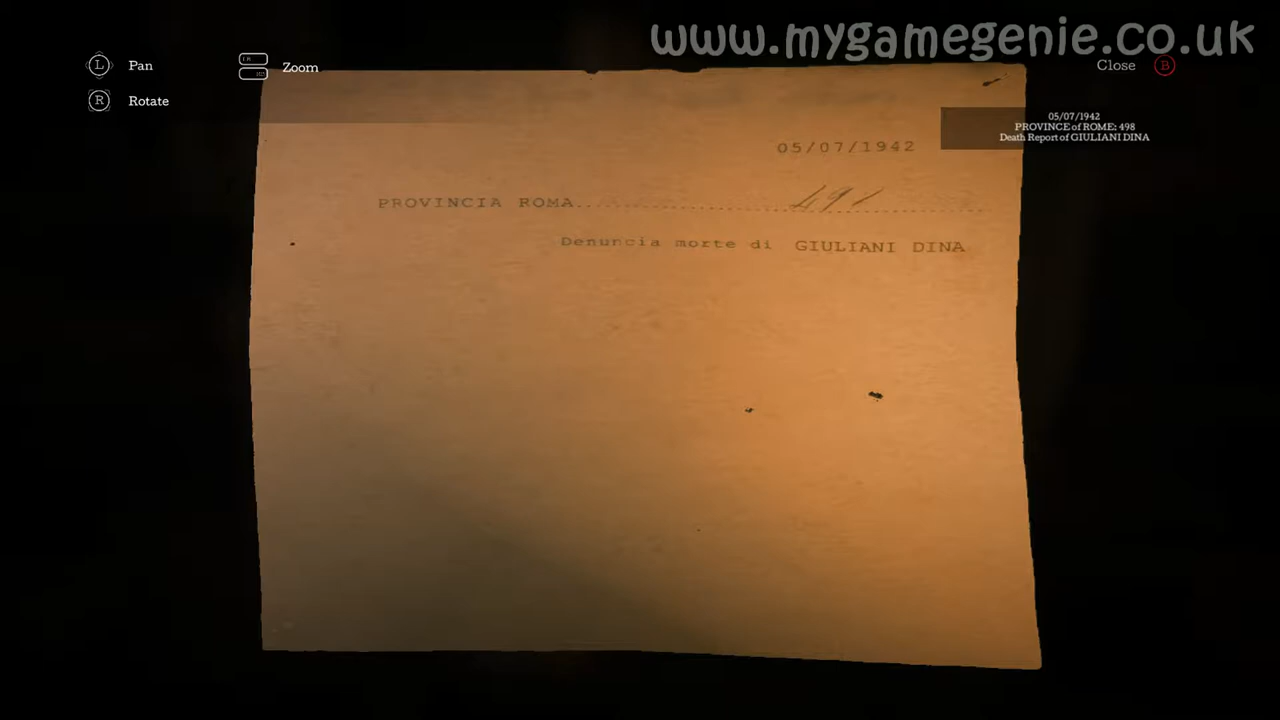 www.mygamegenie.co.uk
L Pan
Zoom
Close B
R Rotate
05/07/1942
PROVINCE of ROME: 498
Death Report of GIULIANI DINA
05/07/1942
PROVINCIA ROMA
Denuncia morte di GIULIANI DINA